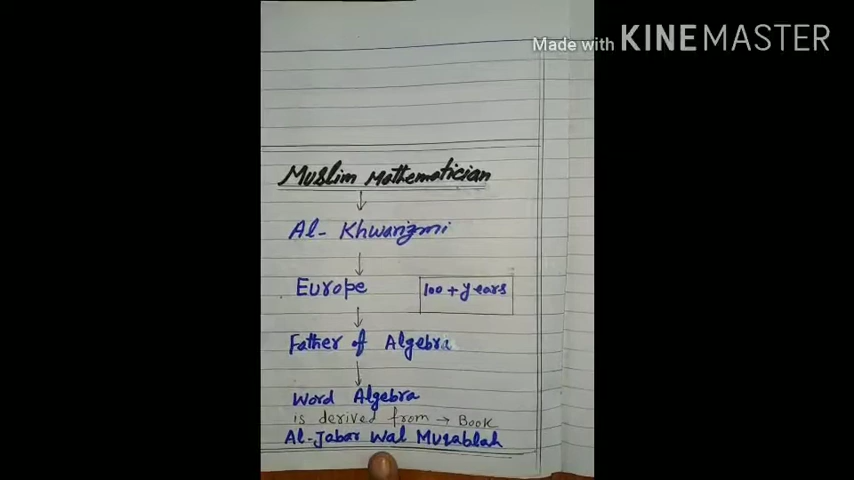 Made with KINEMASTER
Muslim Mathematician
Al- Khwarizmi
Europe
100 + years
Father of Algebra
Word Algebra
is derived from → Book
Al-Jabar Wal Muqablah